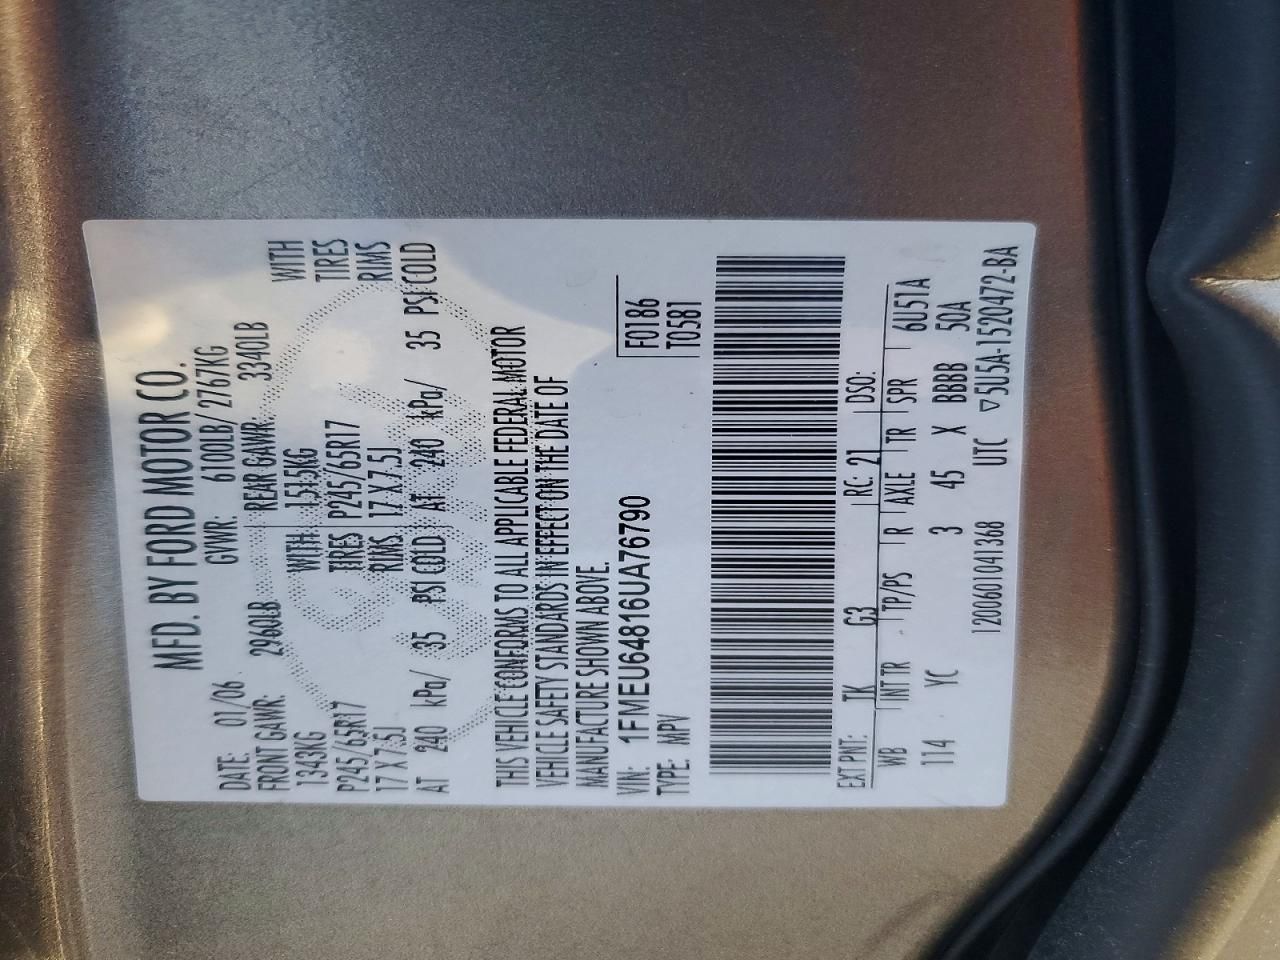 MFD. BY FORD MOTOR CO.
DATE: 01/06 GVWR: 6100LB/ 2767KG
FRONT GAWR: 2960LB REAR GAWR: 3340LB
1343KG WITH 1515KG WITH
P245/65R17 TIRES P245/65R17 TIRES
17 X 7.5J RIMS 17 X 7.5J RIMS
AT 240 kPa/ 35 PSI COLD AT 240 kPa/ 35 PSI COLD
THIS VEHICLE CONFORMS TO ALL APPLICABLE FEDERAL MOTOR
VEHICLE SAFETY STANDARDS IN EFFECT ON THE DATE OF
MANUFACTURE SHOWN ABOVE.
VIN: 1FMEU64816UA76790 F0186
TYPE: MPV T0581
EXT PNT: TK G3 RC: 21 DSO:
WB INT TR TP/PS R AXLE TR SPR 6U51A
114 YC 3 45 X BBBB 50A
1200601041368 UTC ▽5U5A-1520472-BA